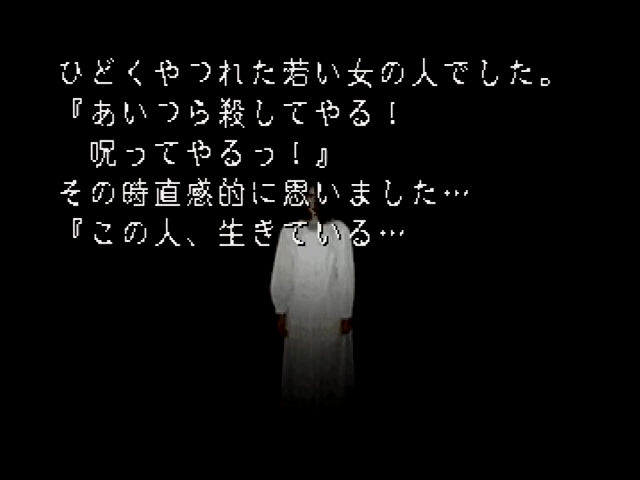 ひどくやつれた若い女の人でした。
『あいつら殺してやる！
　呪ってやるっ！』
その時直感的に思いました…
『この人、生きている…